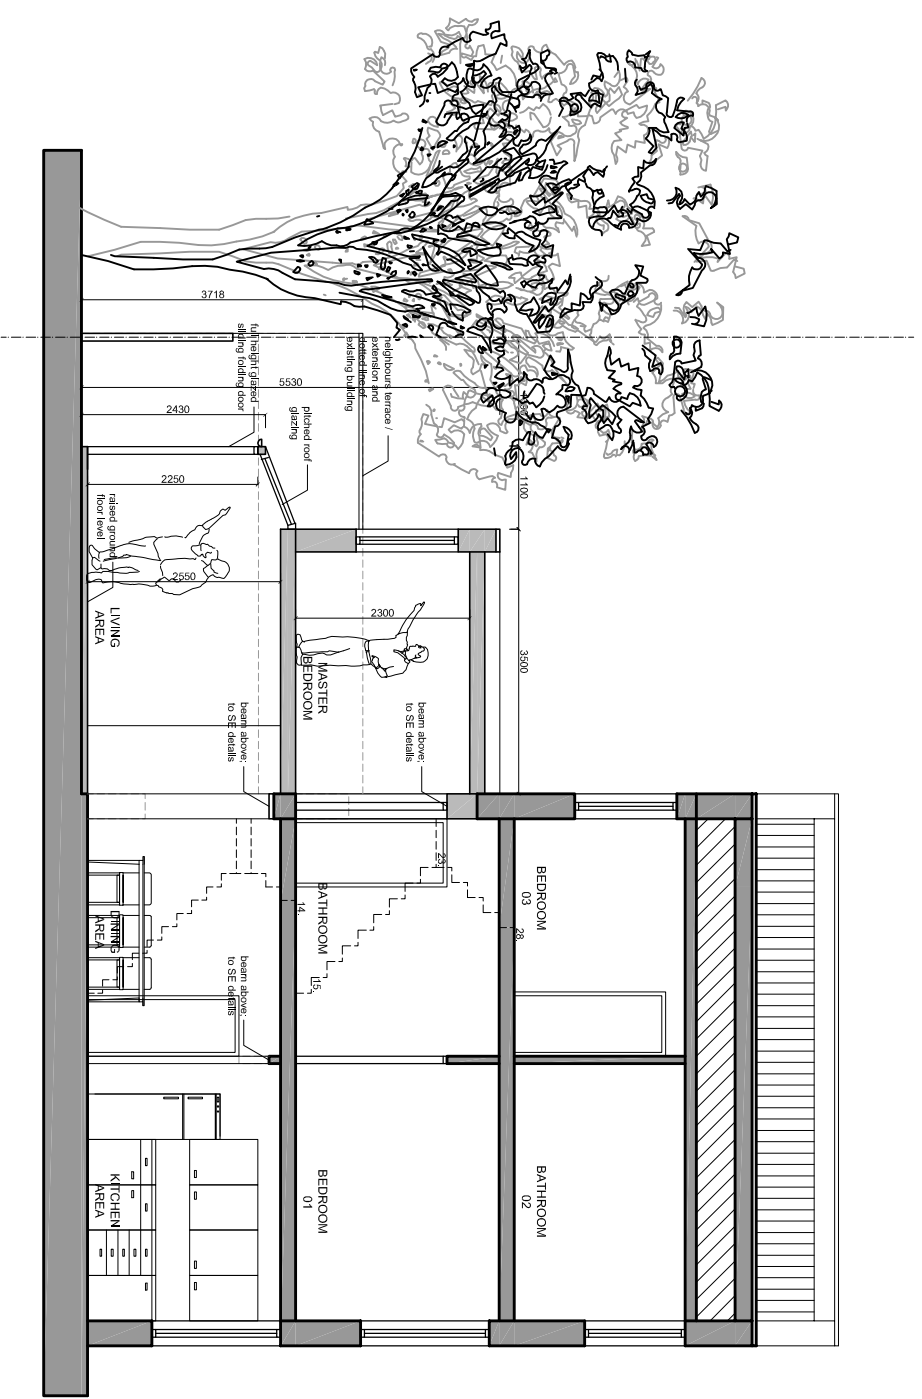 3718
full height glazed
sliding folding door
neighbours terrace /
extension and
dotted line of
existing building
5530
2430
pitched roof
glazing
2250
1100
raised ground
floor level
2550
LIVING
AREA
2300
MASTER
BEDROOM
3500
beam above;
to SE details
beam above;
to SE details
14.
15.
23.
28.
DINING
AREA
BATHROOM
BEDROOM
03
beam above;
to SE details
KITCHEN
AREA
BEDROOM
01
BATHROOM
02